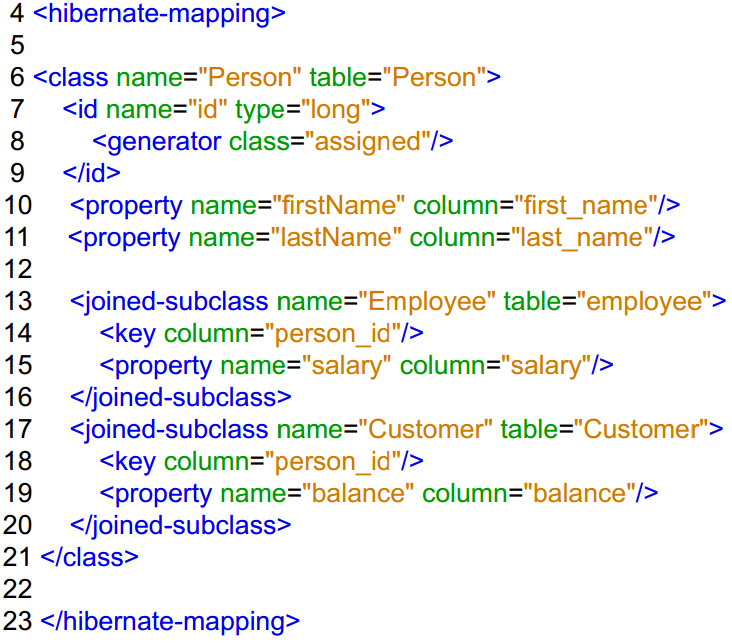 4 <hibernate-mapping>
5
6 <class name="Person" table="Person">
7 <id name="id" type="long">
8 <generator class="assigned"/>
9 </id>
10 <property name="firstName" column="first_name"/>
11 <property name="lastName" column="last_name"/>
12
13 <joined-subclass name="Employee" table="employee">
14 <key column="person_id"/>
15 <property name="salary" column="salary"/>
16 </joined-subclass>
17 <joined-subclass name="Customer" table="Customer">
18 <key column="person_id"/>
19 <property name="balance" column="balance"/>
20 </joined-subclass>
21 </class>
22
23 </hibernate-mapping>